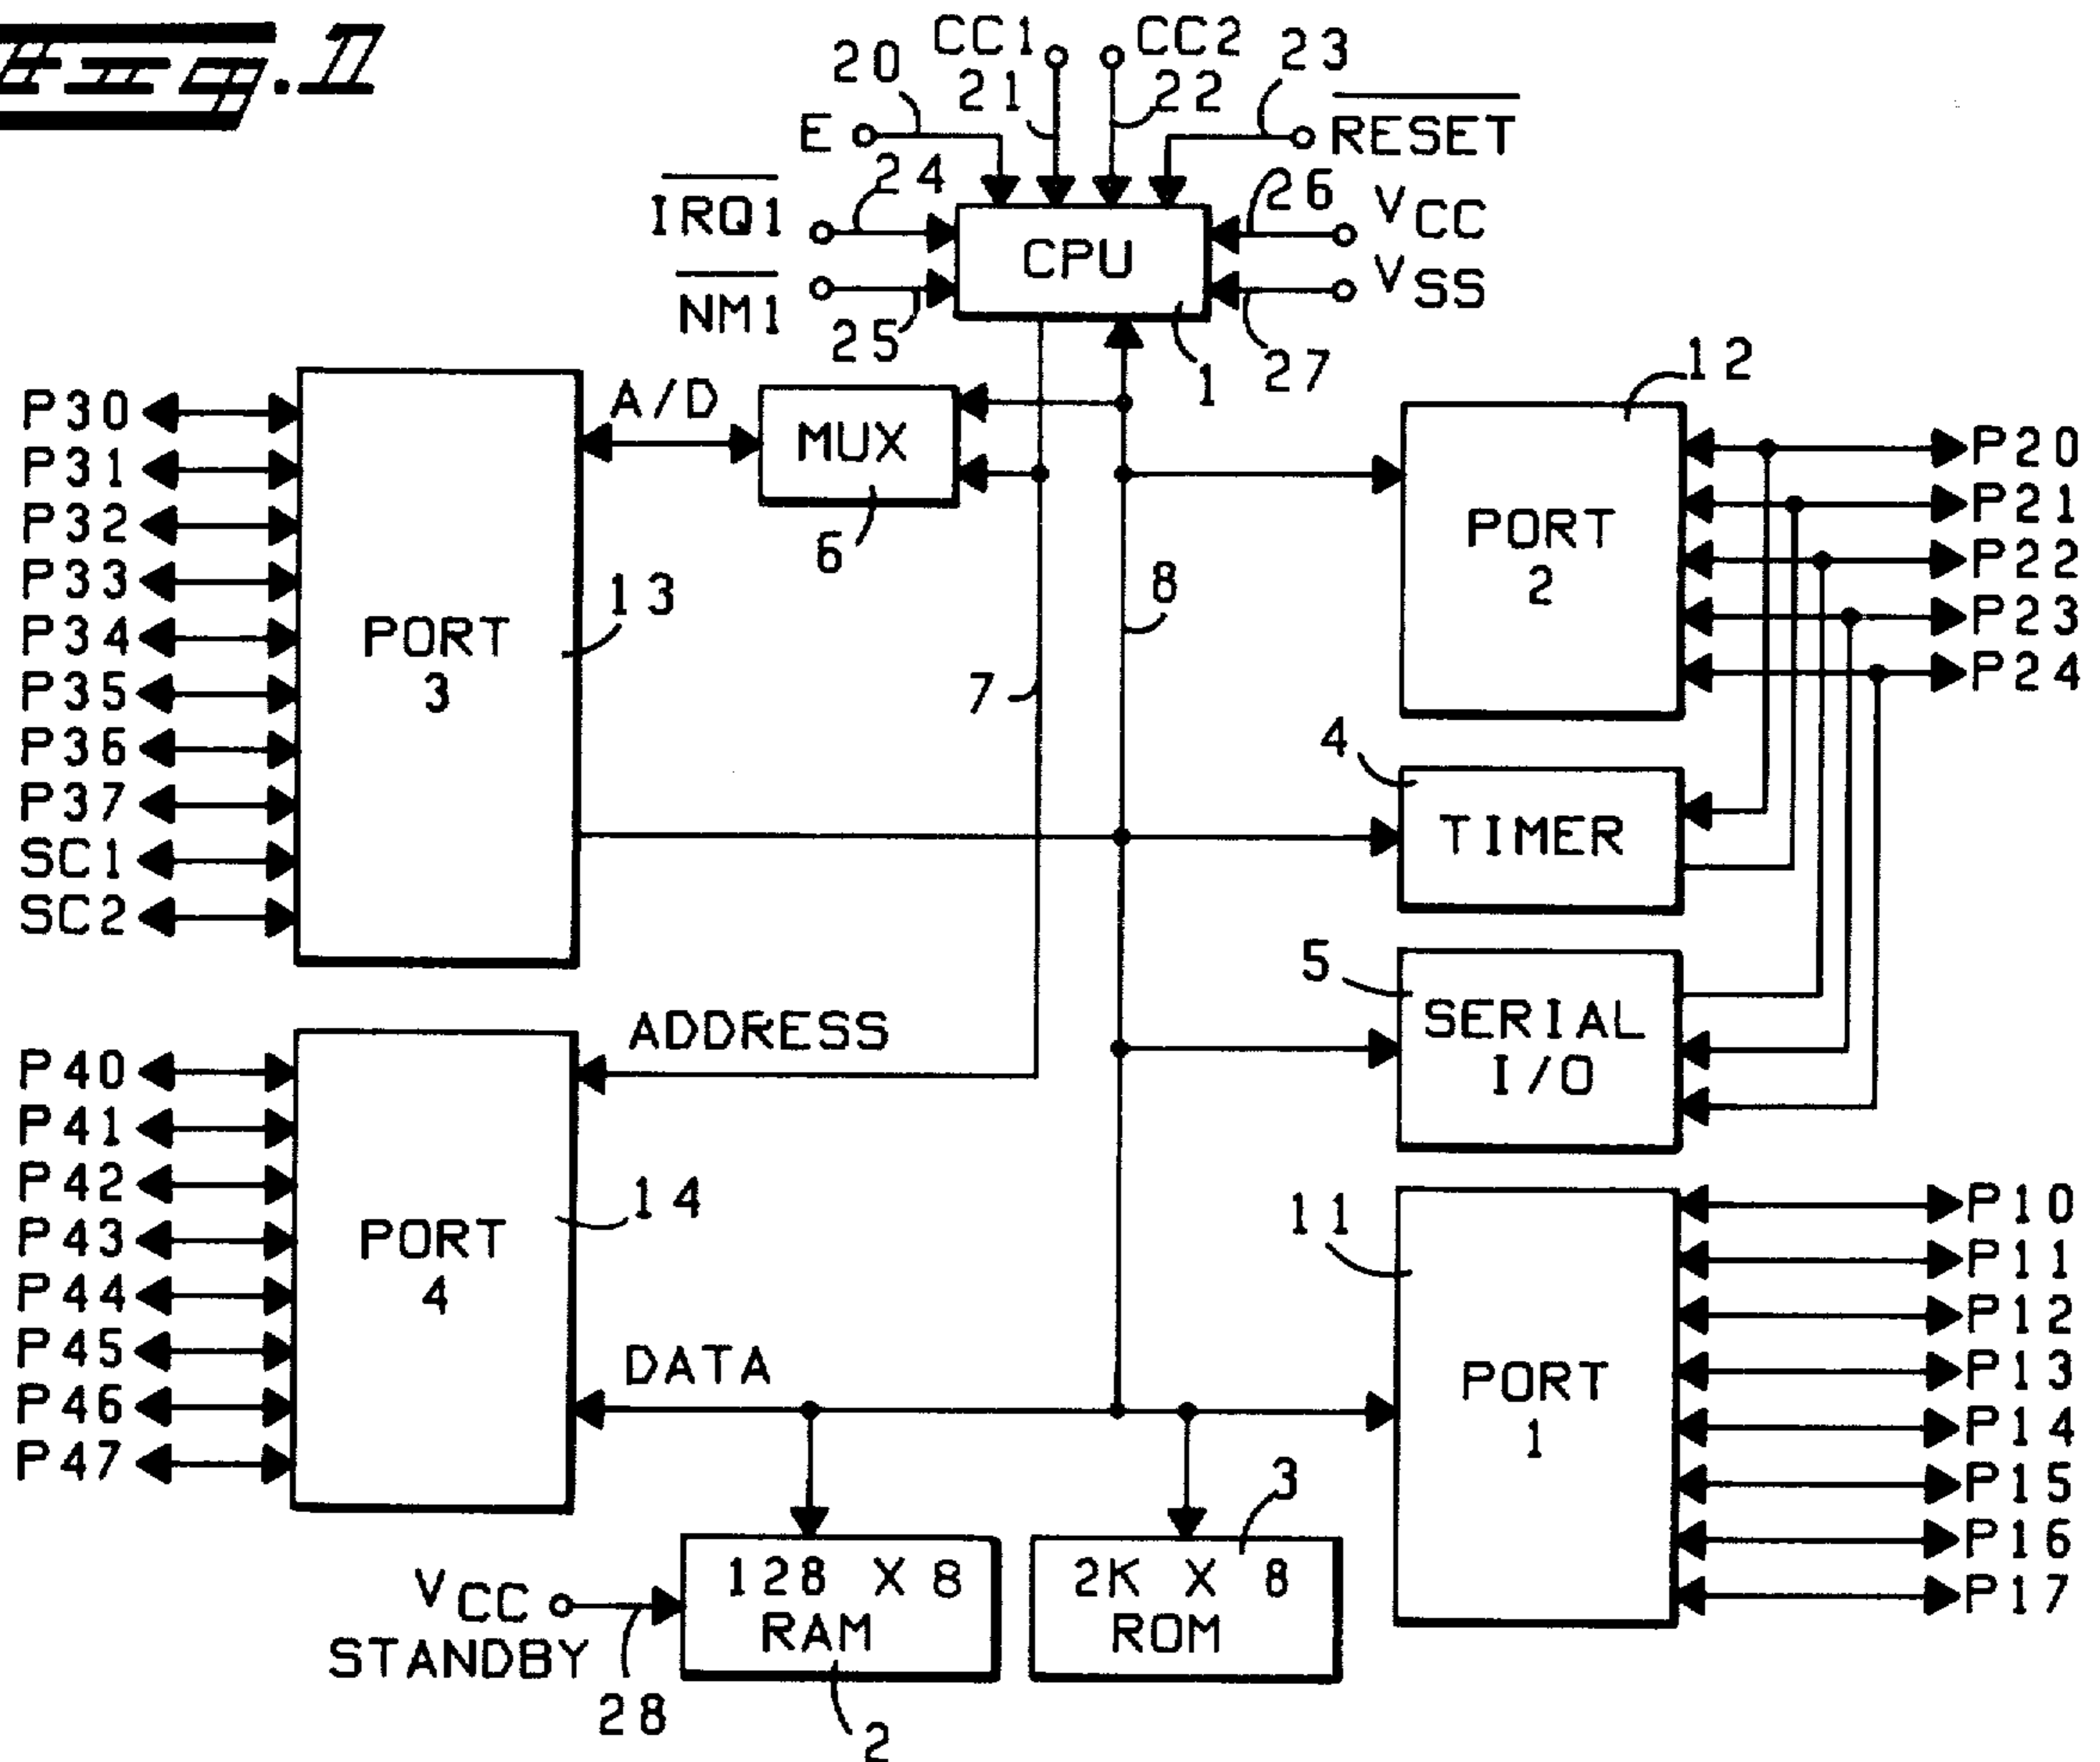 Fig. 1
CC1
CC2
20
21
22
23
E
RESET
IRQ1
24
26
VCC
CPU
NM1
25
27
VSS
1
12
P30
P31
P32
P33
P34
P35
P36
P37
SC1
SC2
PORT
3
13
A/D
MUX
6
7
8
PORT
2
P20
P21
P22
P23
P24
4
TIMER
5
SERIAL
I/O
ADDRESS
P40
P41
P42
P43
P44
P45
P46
P47
PORT
4
14
DATA
11
PORT
1
P10
P11
P12
P13
P14
P15
P16
P17
VCC
STANDBY
28
128 X 8
RAM
2
3
2K X 8
ROM